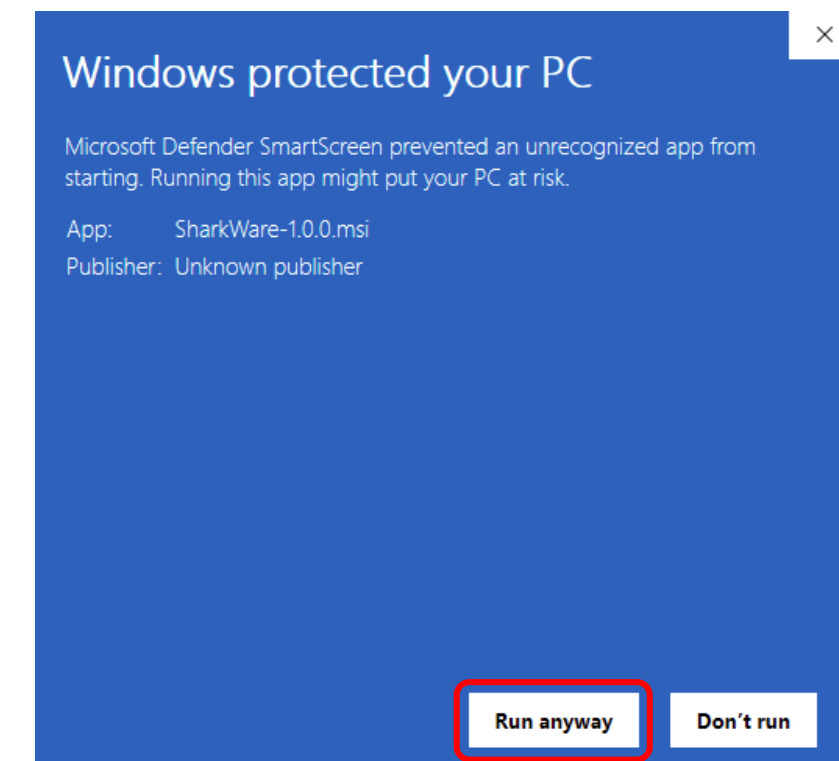 Windows protected your PC
Microsoft Defender SmartScreen prevented an unrecognized app from
starting. Running this app might put your PC at risk.
App: SharkWare-1.0.0.msi
Publisher: Unknown publisher
Run anyway Don't run